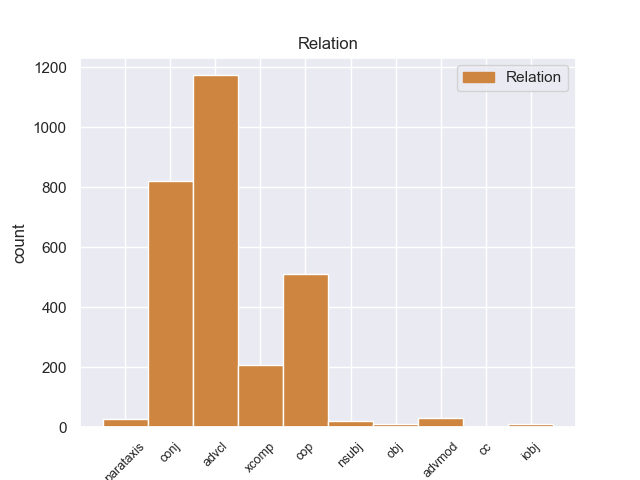 Relation
Relation
1200
1000
800
600
400
200
0
count
parataxis
conj
advcl
xcomp
cop
nsubj
obj
advmod
cc
iobj